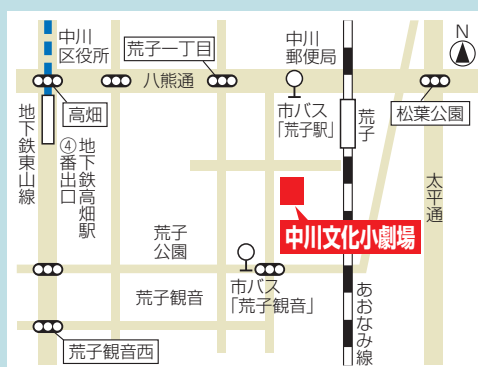 中川
区役所
荒子一丁目
中川
郵便局
N
八熊通
高畑
市バス
「荒子駅」
荒子
松葉公園
地下鉄東山線
地下鉄高畑駅
④番出口
太平通
中川文化小劇場
荒子
公園
荒子観音
市バス
「荒子観音」
あおなみ線
荒子観音西